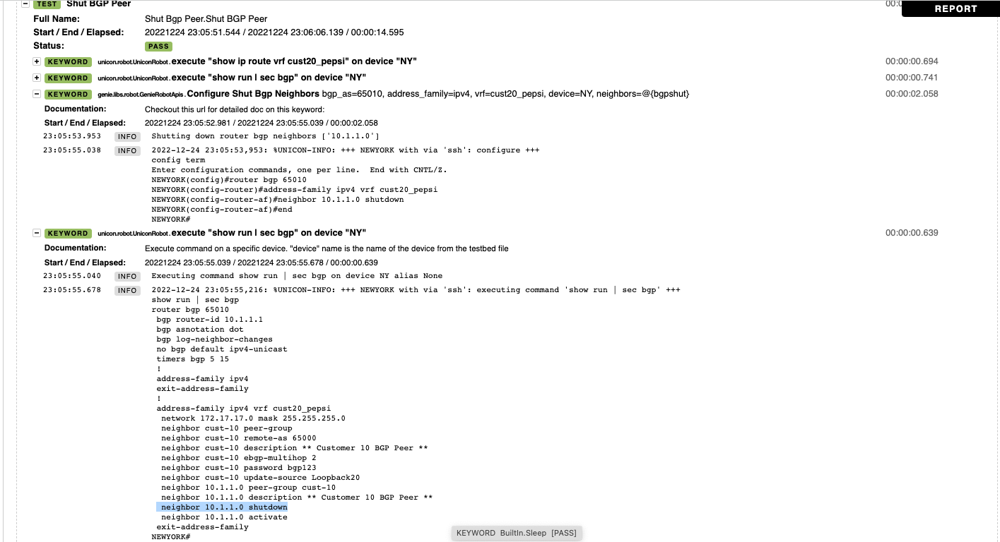 TEST Shut BGP Peer 00:0
REPORT
Full Name: Shut Bgp Peer.Shut BGP Peer
Start / End / Elapsed: 20221224 23:05:51.544 / 20221224 23:06:06.139 / 00:00:14.595
Status: PASS
+ KEYWORD unicon.robot.UniconRobot. execute "show ip route vrf cust20_pepsi" on device "NY" 00:00:00.694
+ KEYWORD unicon.robot.UniconRobot. execute "show run | sec bgp" on device "NY" 00:00:00.741
− KEYWORD genie.libs.robot.GenieRobotApis. Configure Shut Bgp Neighbors bgp_as=65010, address_family=ipv4, vrf=cust20_pepsi, device=NY, neighbors=@{bgpshut} 00:00:02.058
Documentation: Checkout this url for detailed doc on this keyword:
Start / End / Elapsed: 20221224 23:05:52.981 / 20221224 23:05:55.039 / 00:00:02.058
23:05:53.953 INFO Shutting down router bgp neighbors ['10.1.1.0']
23:05:55.038 INFO 2022-12-24 23:05:53,953: %UNICON-INFO: +++ NEWYORK with via 'ssh': configure +++
config term
Enter configuration commands, one per line.  End with CNTL/Z.
NEWYORK(config)#router bgp 65010
NEWYORK(config-router)#address-family ipv4 vrf cust20_pepsi
NEWYORK(config-router-af)#neighbor 10.1.1.0 shutdown
NEWYORK(config-router-af)#end
NEWYORK#
− KEYWORD unicon.robot.UniconRobot. execute "show run | sec bgp" on device "NY" 00:00:00.639
Documentation: Execute command on a specific device. "device" name is the name of the device from the testbed file
Start / End / Elapsed: 20221224 23:05:55.039 / 20221224 23:05:55.678 / 00:00:00.639
23:05:55.040 INFO Executing command show run | sec bgp on device NY alias None
23:05:55.678 INFO 2022-12-24 23:05:55,216: %UNICON-INFO: +++ NEWYORK with via 'ssh': executing command 'show run | sec bgp' +++
show run | sec bgp
router bgp 65010
bgp router-id 10.1.1.1
bgp asnotation dot
bgp log-neighbor-changes
no bgp default ipv4-unicast
timers bgp 5 15
!
address-family ipv4
exit-address-family
!
address-family ipv4 vrf cust20_pepsi
network 172.17.17.0 mask 255.255.255.0
neighbor cust-10 peer-group
neighbor cust-10 remote-as 65000
neighbor cust-10 description ** Customer 10 BGP Peer **
neighbor cust-10 ebgp-multihop 2
neighbor cust-10 password bgp123
neighbor cust-10 update-source Loopback20
neighbor 10.1.1.0 peer-group cust-10
neighbor 10.1.1.0 description ** Customer 10 BGP Peer **
neighbor 10.1.1.0 shutdown
neighbor 10.1.1.0 activate
exit-address-family
NEWYORK#
KEYWORD BuiltIn.Sleep [PASS]